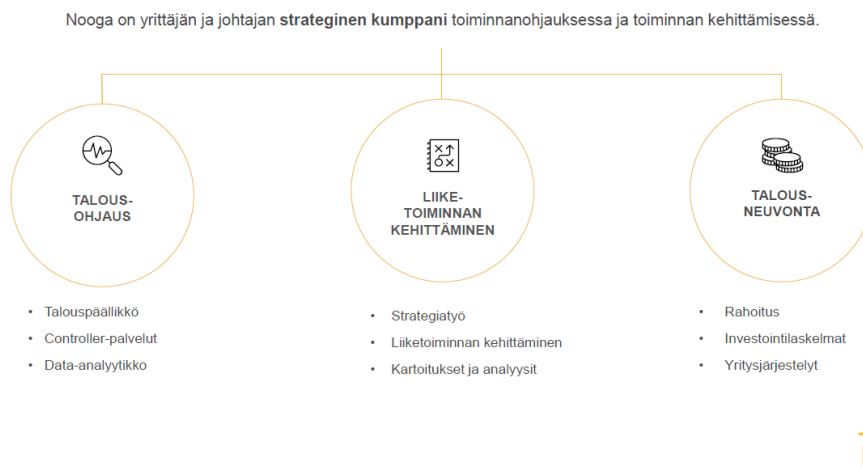 Nooga on yrittäjän ja johtajan strateginen kumppani toiminnanohjauksessa ja toiminnan kehittämisessä.
TALOUS-
OHJAUS
• Talouspäällikkö
• Controller-palvelut
• Data-analyytikko
LIIKE-
TOIMINNAN
KEHITTÄMINEN
• Strategiatyö
• Liiketoiminnan kehittäminen
• Kartoitukset ja analyysit
TALOUS-
NEUVONTA
• Rahoitus
• Investointilaskelmat
• Yritysjärjestelyt